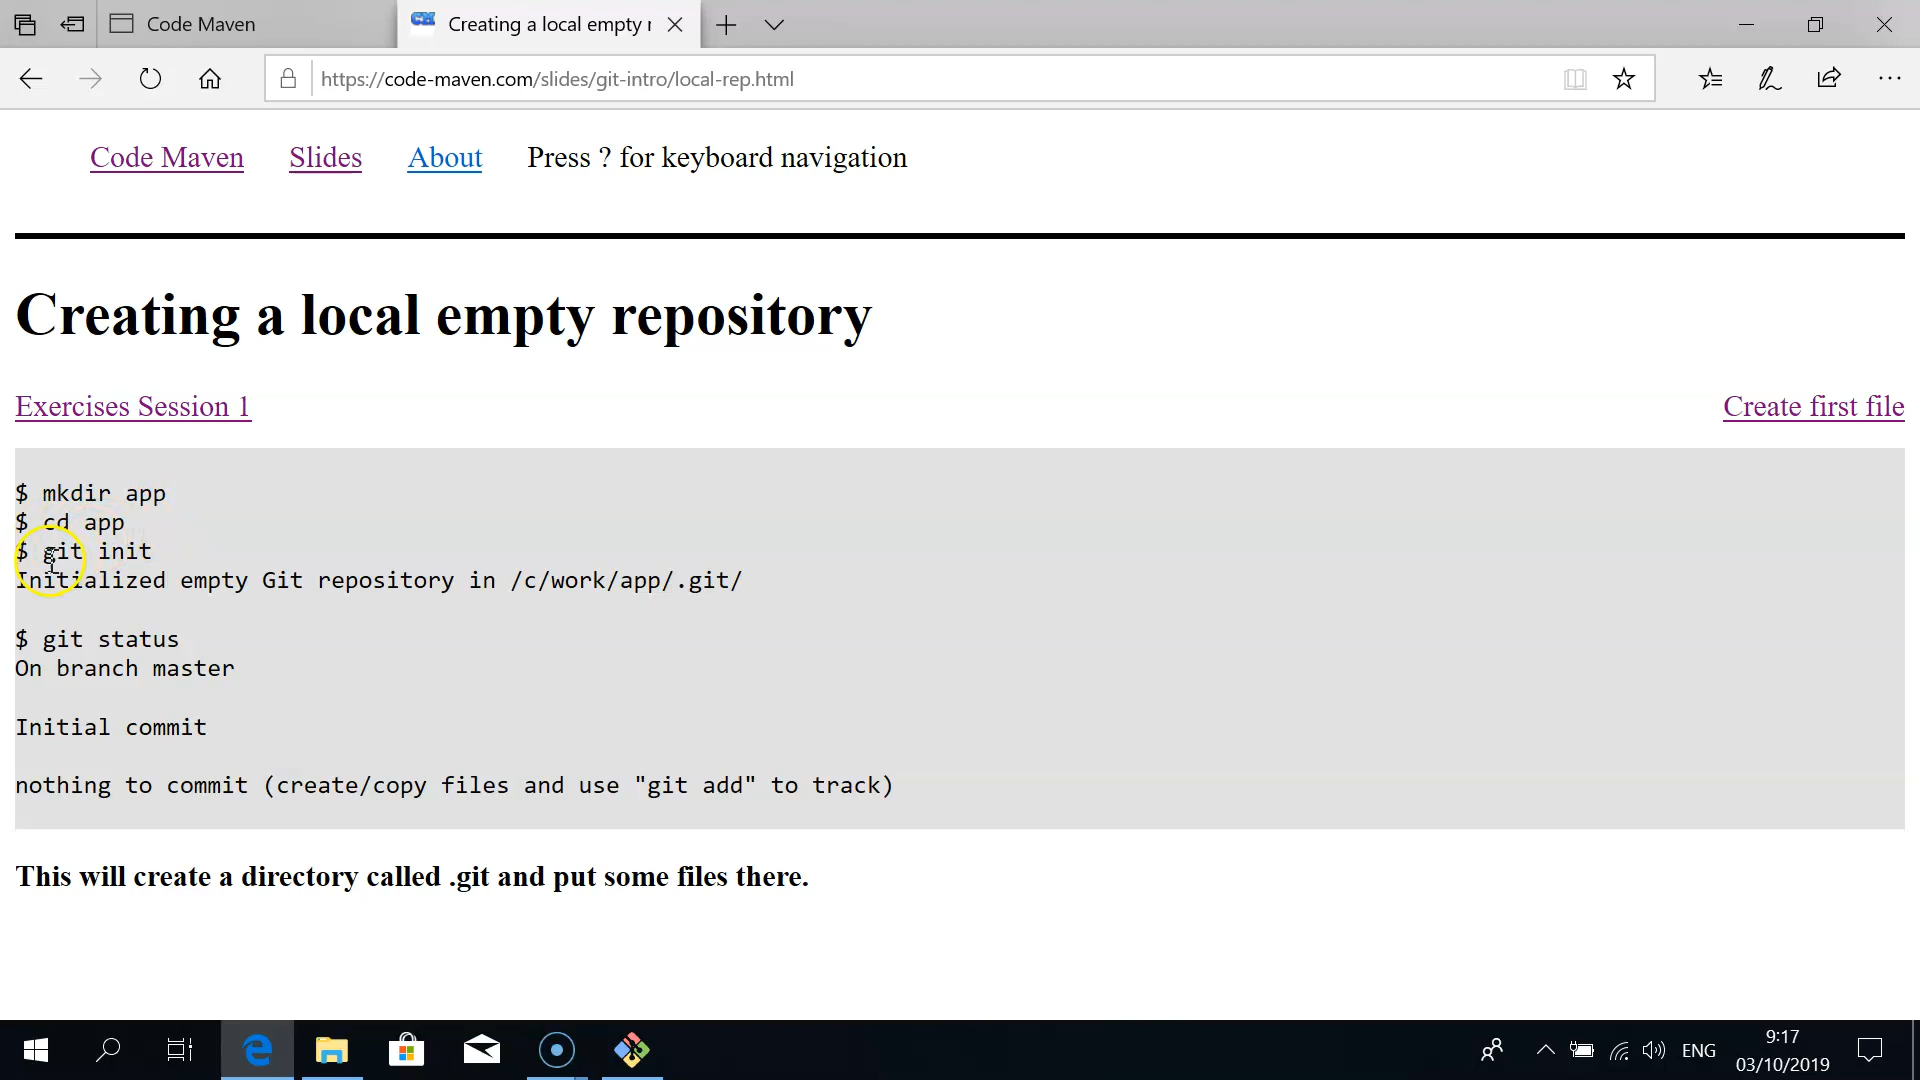 Code Maven
Creating a local empty r
https://code-maven.com/slides/git-intro/local-rep.html
Code Maven Slides About Press ? for keyboard navigation
Creating a local empty repository
Exercises Session 1 Create first file
$ mkdir app
$ cd app
$ git init
Initialized empty Git repository in /c/work/app/.git/
$ git status
On branch master
Initial commit
nothing to commit (create/copy files and use "git add" to track)
This will create a directory called .git and put some files there.
ENG
9:17
03/10/2019